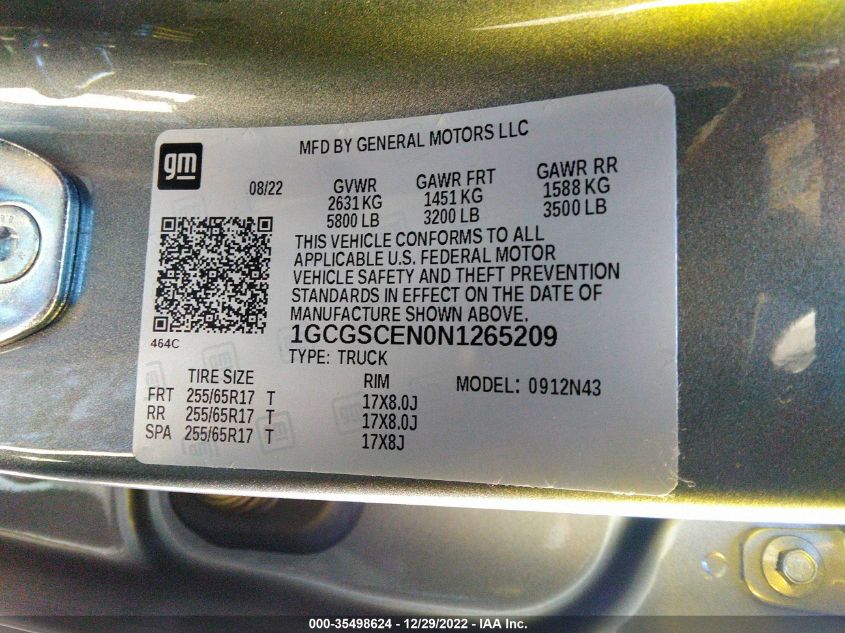 MFD BY GENERAL MOTORS LLC
gm
08/22 GVWR GAWR FRT GAWR RR
2631 KG 1451 KG 1588 KG
5800 LB 3200 LB 3500 LB
THIS VEHICLE CONFORMS TO ALL
APPLICABLE U.S. FEDERAL MOTOR
VEHICLE SAFETY AND THEFT PREVENTION
STANDARDS IN EFFECT ON THE DATE OF
MANUFACTURE SHOWN ABOVE.
464C
1GCGSCEN0N1265209
TYPE: TRUCK
TIRE SIZE RIM MODEL: 0912N43
FRT 255/65R17 T 17X8.0J
RR 255/65R17 T 17X8.0J
SPA 255/65R17 T 17X8J
000-35498624 - 12/29/2022 - IAA Inc.